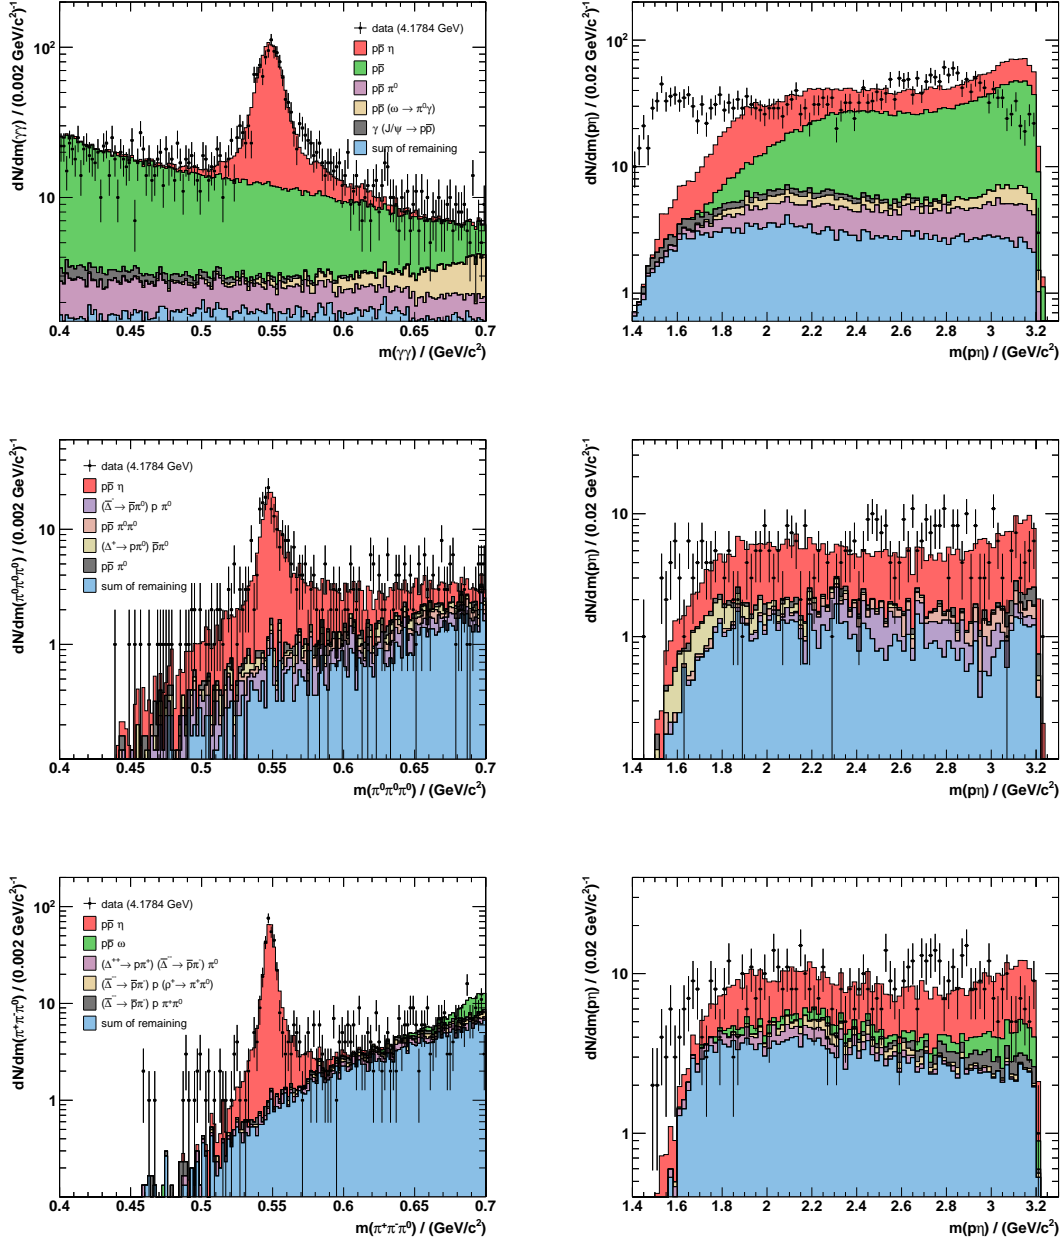 dN/dm(γγ) / (0.002 GeV/c²)⁻¹
10²
10
data (4.1784 GeV)
pp̅ η
pp̅
pp̅ π⁰
pp̅ (ω → π⁰γ)
γ (J/ψ → pp̅)
sum of remaining
0.4 0.45 0.5 0.55 0.6 0.65 0.7
m(γγ) / (GeV/c²)
dN/dm(pη) / (0.02 GeV/c²)⁻¹
10²
10
1
1.4 1.6 1.8 2 2.2 2.4 2.6 2.8 3 3.2
m(pη) / (GeV/c²)
dN/dm(π⁰π⁰π⁰) / (0.002 GeV/c²)⁻¹
10
1
data (4.1784 GeV)
pp̅ η
(Δ̅⁻ → p̅π⁰) p π⁰
pp̅ π⁰π⁰
(Δ⁺ → pπ⁰) p̅π⁰
pp̅ π⁰
sum of remaining
0.4 0.45 0.5 0.55 0.6 0.65 0.7
m(π⁰π⁰π⁰) / (GeV/c²)
dN/dm(pη) / (0.02 GeV/c²)⁻¹
10
1
1.4 1.6 1.8 2 2.2 2.4 2.6 2.8 3 3.2
m(pη) / (GeV/c²)
dN/dm(π⁺π⁻π⁰) / (0.002 GeV/c²)⁻¹
10²
10
1
data (4.1784 GeV)
pp̅ η
pp̅ ω
(Δ⁺⁺ → pπ⁺) (Δ̅⁻⁻ → p̅π⁻) π⁰
(Δ̅⁻⁻ → p̅π⁻) p (ρ⁺ → π⁺π⁰)
(Δ̅⁻⁻ → p̅π⁻) p π⁺π⁰
sum of remaining
0.4 0.45 0.5 0.55 0.6 0.65 0.7
m(π⁺π⁻π⁰) / (GeV/c²)
dN/dm(pη) / (0.02 GeV/c²)⁻¹
10
1
1.4 1.6 1.8 2 2.2 2.4 2.6 2.8 3 3.2
m(pη) / (GeV/c²)